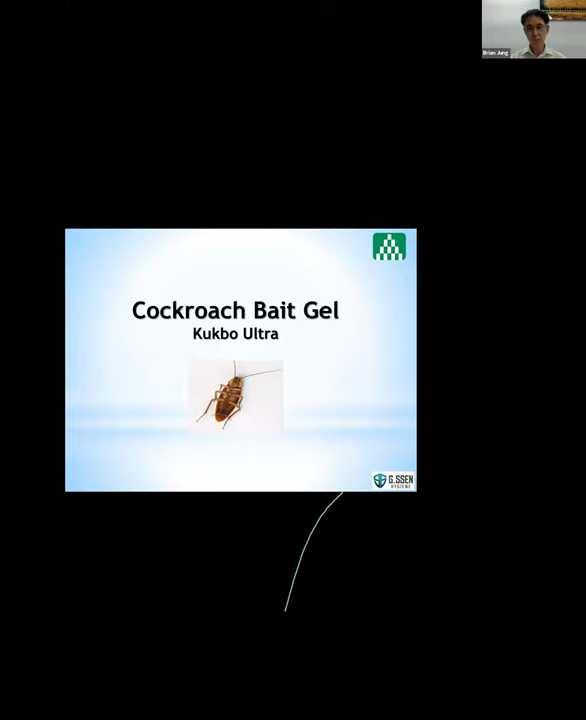 Brian Jung
Cockroach Bait Gel
Kukbo Ultra
G.SSEN
HYGIENE